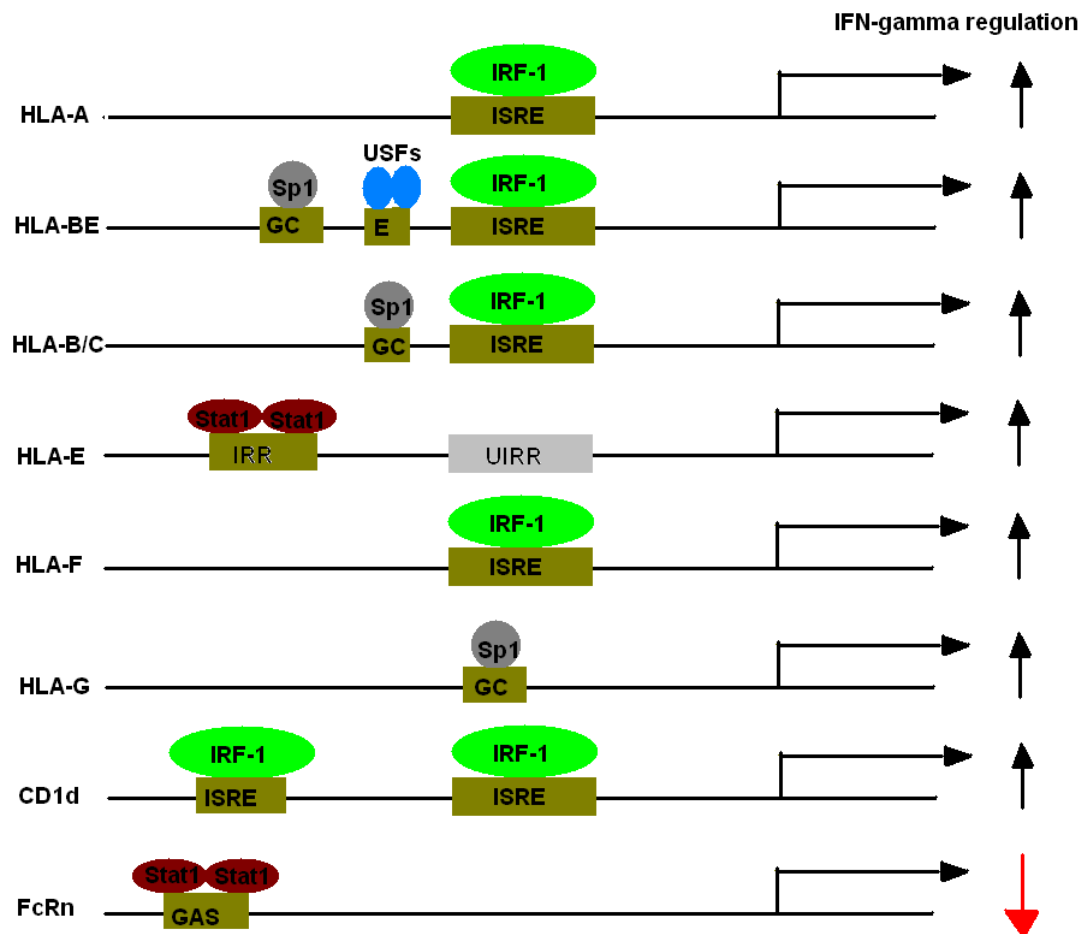 IFN-gamma regulation
IRF-1
HLA-A ISRE
USFs
Sp1 IRF-1
HLA-BE GC E ISRE
Sp1 IRF-1
HLA-B/C GC ISRE
Stat1 Stat1
HLA-E IRR UIRR
IRF-1
HLA-F ISRE
Sp1
HLA-G GC
IRF-1 IRF-1
CD1d ISRE ISRE
Stat1 Stat1
FcRn GAS